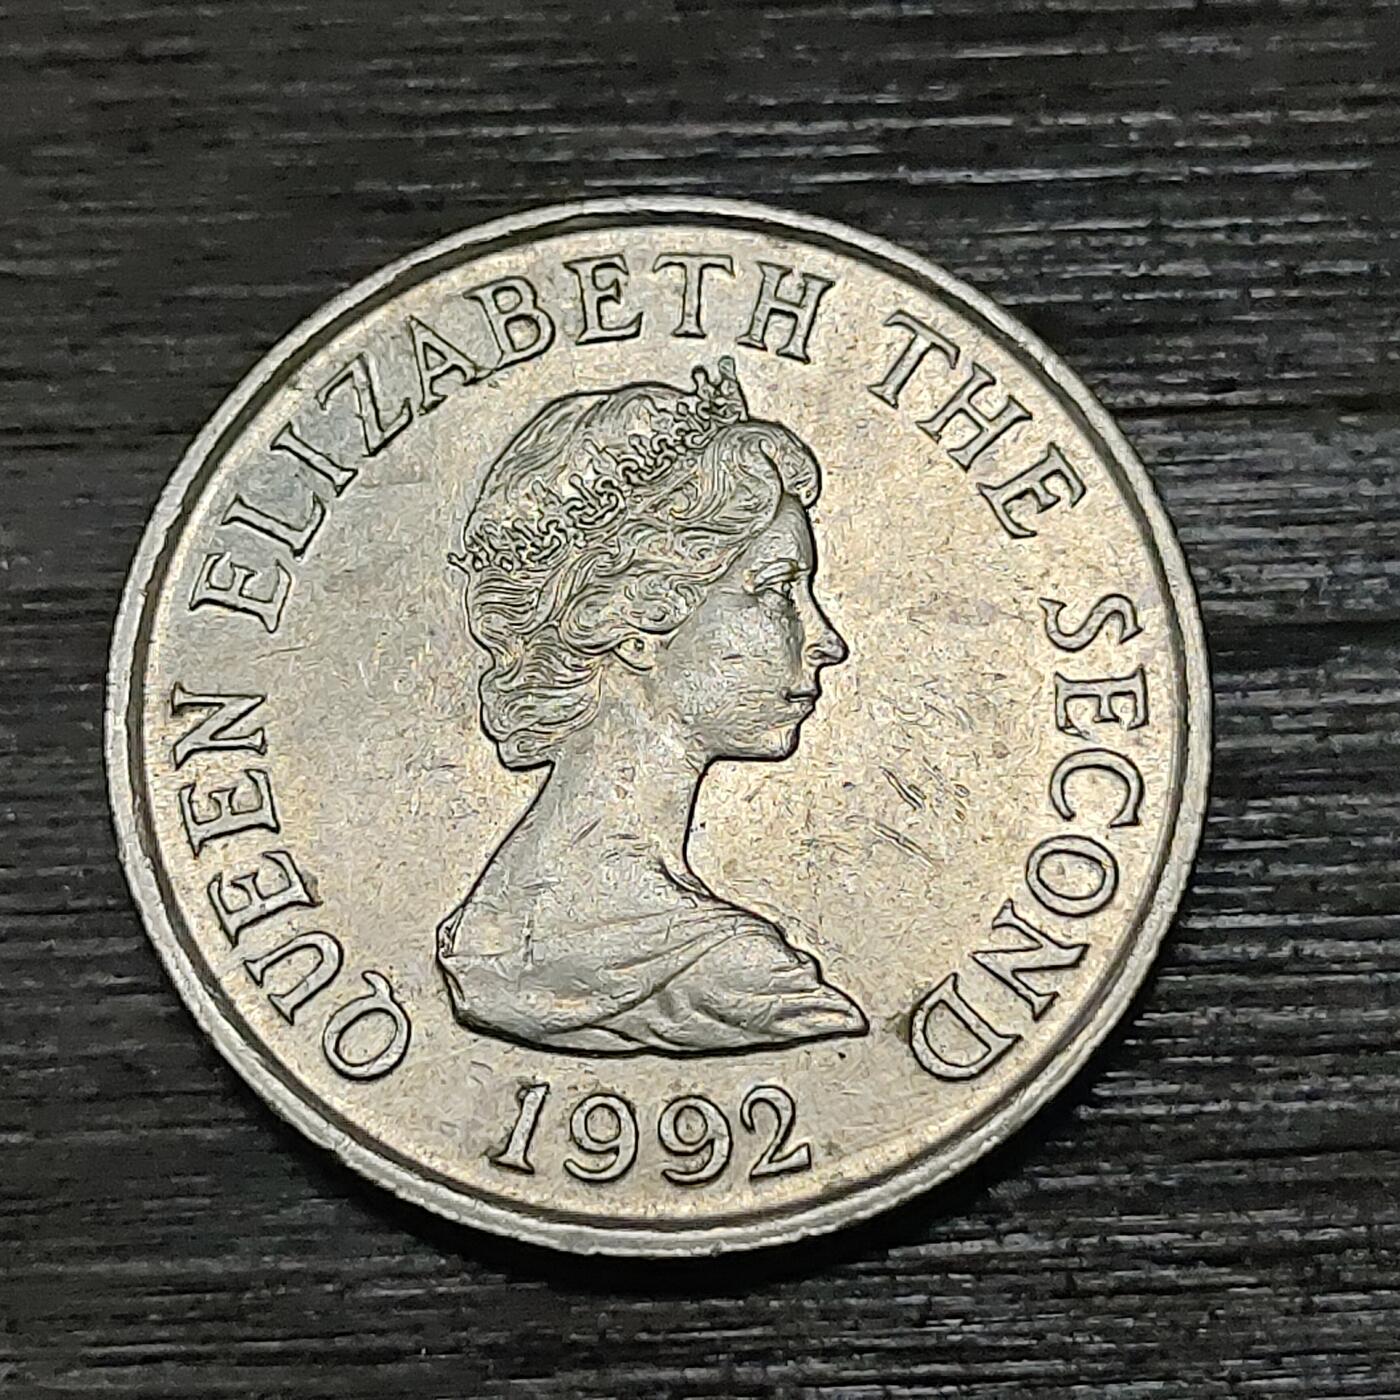 QUEEN ELIZABETH THE SECOND
1992